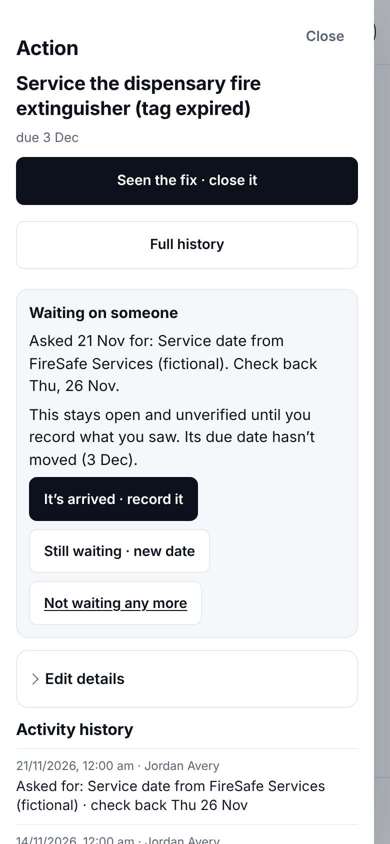 Close
Action
Service the dispensary fire
extinguisher (tag expired)
due 3 Dec
Seen the fix · close it
Full history
Waiting on someone
Asked 21 Nov for: Service date from
FireSafe Services (fictional). Check back
Thu, 26 Nov.
This stays open and unverified until you
record what you saw. Its due date hasn’t
moved (3 Dec).
It’s arrived · record it
Still waiting · new date
Not waiting any more
Edit details
Activity history
21/11/2026, 12:00 am · Jordan Avery
Asked for: Service date from FireSafe Services
(fictional) · check back Thu 26 Nov
14/11/2026, 12:00 am · Jordan Avery